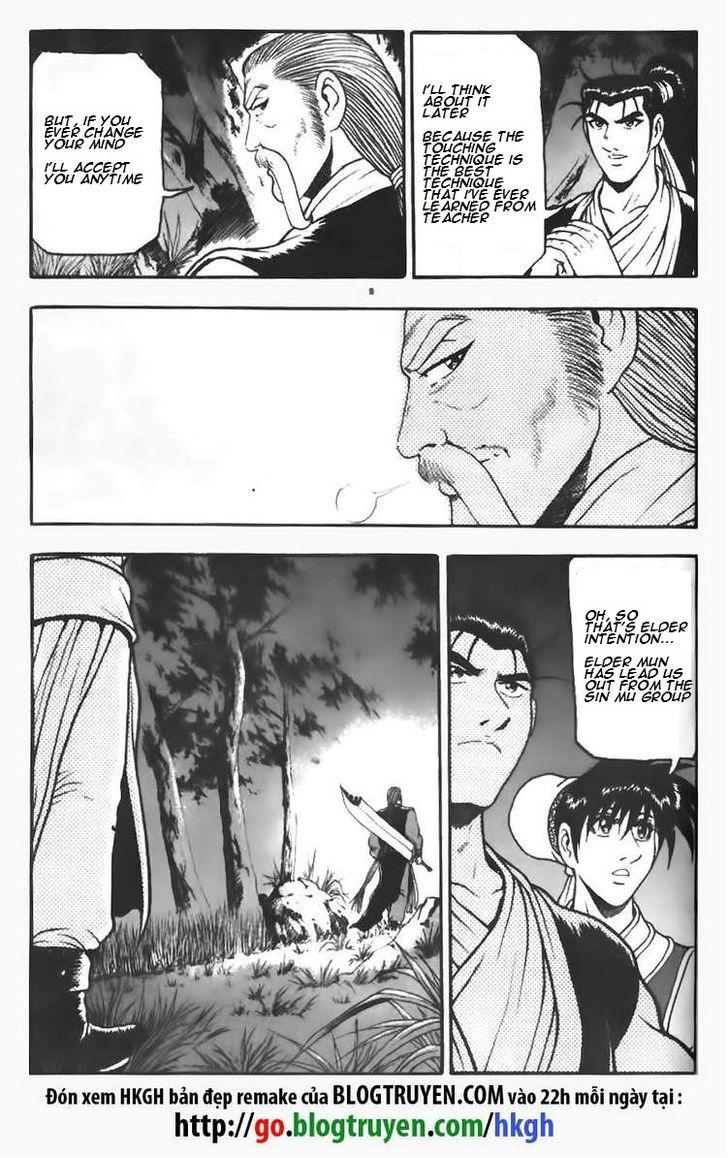 BUT, IF YOU
EVER CHANGE
YOUR MIND
I'LL ACCEPT
YOU ANYTIME
I'LL THINK
ABOUT IT
LATER
BECAUSE THE
TOUCHING
TECHNIQUE IS
THE BEST
TECHNIQUE
THAT I'VE EVER
LEARNED FROM
TEACHER
OH, SO
THAT'S ELDER
INTENTION...
ELDER MUN
HAS LEAD US
OUT FROM THE
SIN MU GROUP
Đón xem HKGH bản đẹp remake của BLOGTRUYEN.COM vào 22h mỗi ngày tại :
http://go.blogtruyen.com/hkgh